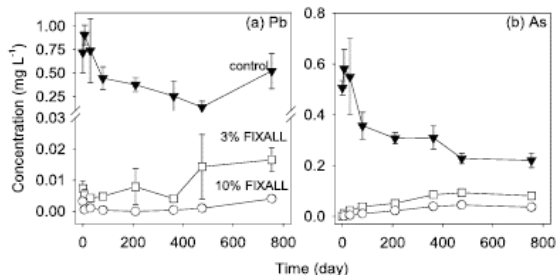 (a) Pb
(b) As
Concentration (mg L⁻¹)
1.00
0.75
0.50
0.25
0.03
0.02
0.01
0.00
control
3% FIXALL
10% FIXALL
0 200 400 600 800
0.8
0.6
0.4
0.2
0.0
0 200 400 600 800
Time (day)
Time (day)